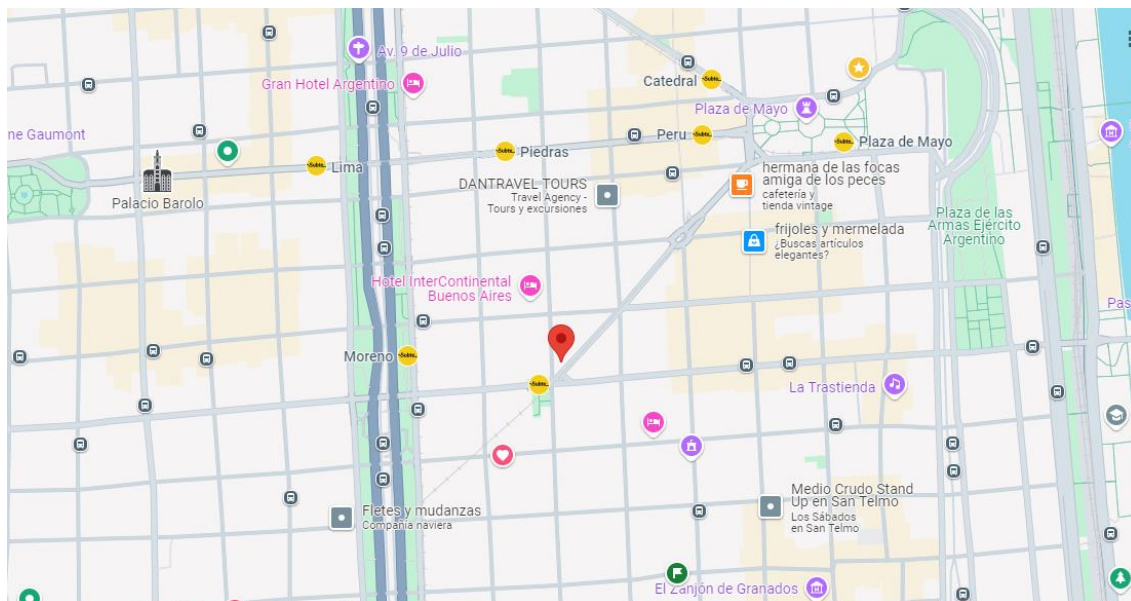 Av. 9 de Julio
Gran Hotel Argentino
Catedral
Plaza de Mayo
ne Gaumont
Peru
Plaza de Mayo
Piedras
Lima
hermana de las focas
amiga de los peces
cafetería y
tienda vintage
DANTRAVEL TOURS
Travel Agency -
Tours y excursiones
Palacio Barolo
Plaza de las
Armas Ejército
Argentino
frijoles y mermelada
¿Buscas artículos
elegantes?
Hotel InterContinental
Buenos Aires
Pas
Moreno
La Trastienda
Medio Crudo Stand
Up en San Telmo
Los Sábados
en San Telmo
Fletes y mudanzas
Compañía naviera
El Zanjón de Granados